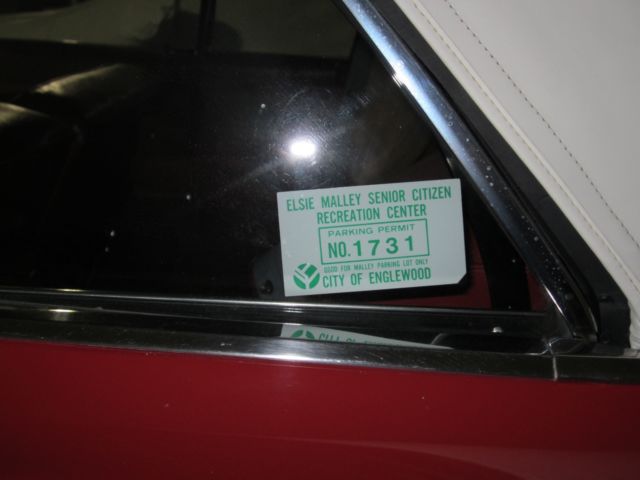 ELSIE MALLEY SENIOR CITIZEN
RECREATION CENTER
PARKING PERMIT
NO. 1731
GOOD FOR MALLEY PARKING LOT ONLY
CITY OF ENGLEWOOD